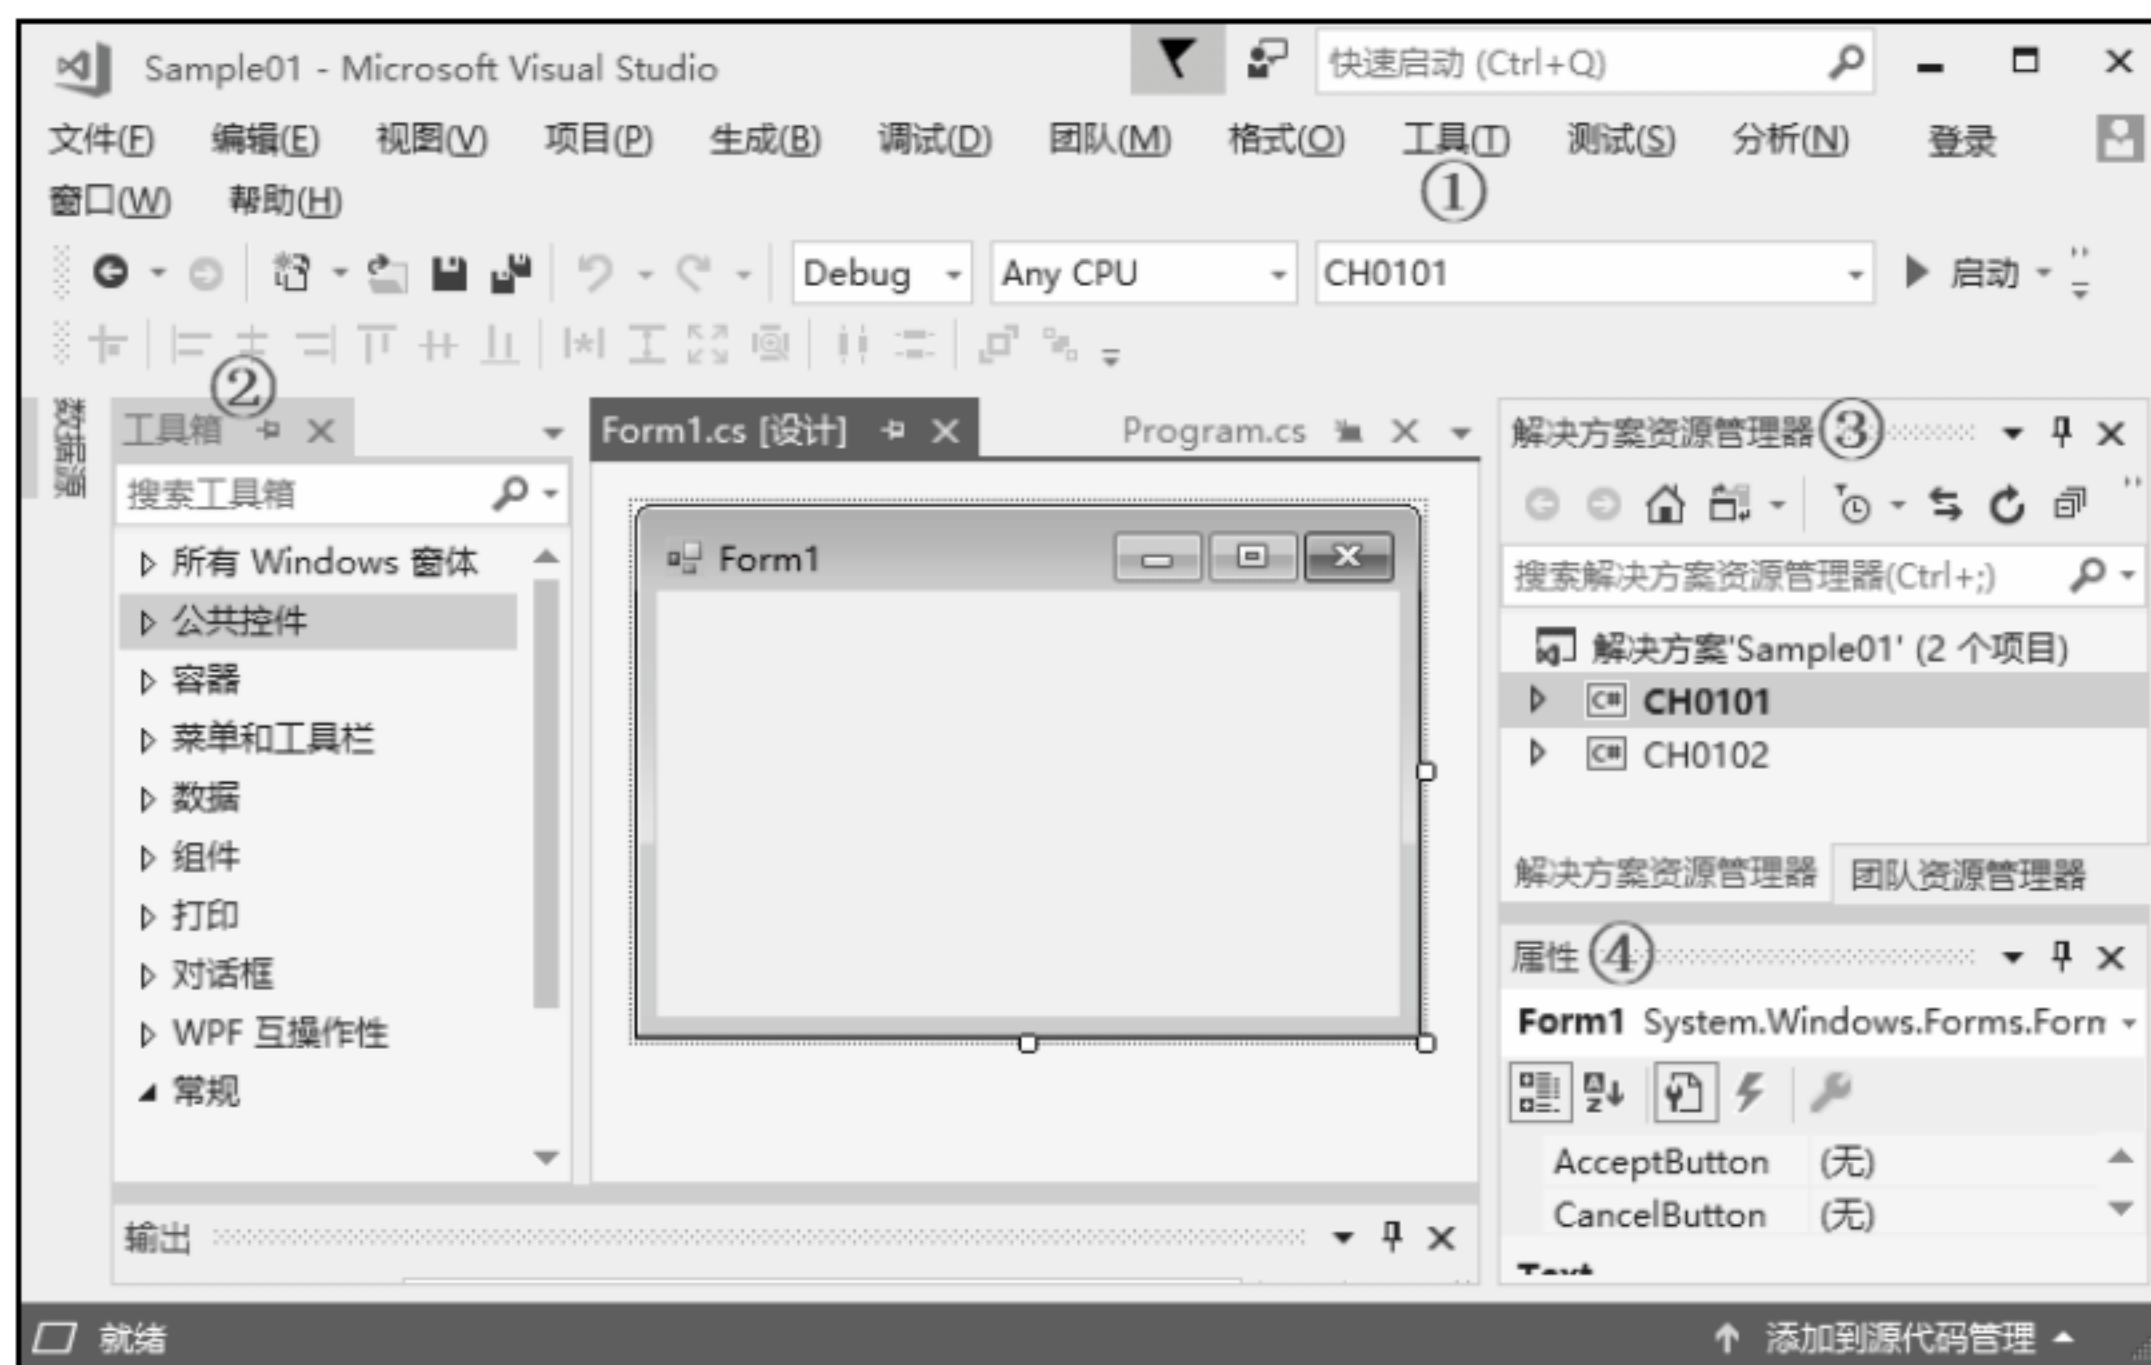 Sample01 - Microsoft Visual Studio
快速启动 (Ctrl+Q)
文件(F) 编辑(E) 视图(V) 项目(P) 生成(B) 调试(D) 团队(M) 格式(O) 工具(T) 测试(S) 分析(N) 登录
①
窗口(W) 帮助(H)
Debug Any CPU CH0101 启动
②
数据源
工具箱
搜索工具箱
所有 Windows 窗体
公共控件
容器
菜单和工具栏
数据
组件
打印
对话框
WPF 互操作性
常规
Form1.cs [设计] Program.cs
Form1
输出
解决方案资源管理器 ③
搜索解决方案资源管理器(Ctrl+;)
解决方案'Sample01' (2 个项目)
C# CH0101
C# CH0102
解决方案资源管理器 团队资源管理器
属性 ④
Form1 System.Windows.Forms.Forn
AcceptButton (无)
CancelButton (无)
就绪 添加到源代码管理